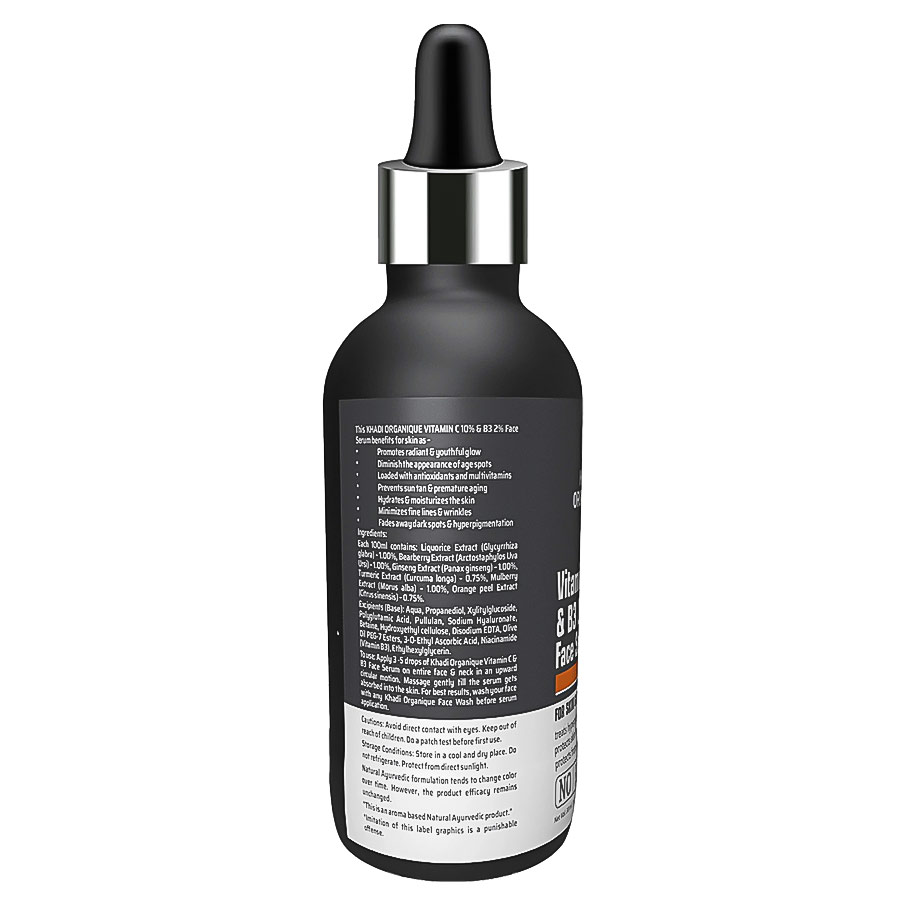 This KHADI ORGANIQUE VITAMIN C 10% & B3 2% Face
Serum benefits for skin as -
• Promotes radiant & youthful glow
• Diminish the appearance of age spots
• Loaded with antioxidants and multivitamins
• Prevents sun tan & premature aging
• Hydrates & moisturizes the skin
• Minimizes fine lines & wrinkles
• Fades away dark spots & hyperpigmentation
Ingredients:
Each 100ml contains: Liquorice Extract (Glycyrrhiza
glabra) - 1.00%, Bearberry Extract (Arctostaphylos Uva
Ursi) - 1.00%, Ginseng Extract (Panax ginseng) - 1.00%,
Turmeric Extract (Curcuma longa) - 0.75%, Mulberry
Extract (Morus alba) - 1.00%, Orange peel Extract
(Citrus sinensis) - 0.75%.
Excipients (Base): Aqua, Propanediol, Xylitylglucoside,
Polyglutamic Acid, Pullulan, Sodium Hyaluronate,
Betaine, Hydroxyethyl cellulose, Disodium EDTA, Olive
Oil PEG-7 Esters, 3-O-Ethyl Ascorbic Acid, Niacinamide
(Vitamin B3), Ethylhexylglycerin.
To use: Apply 3 -5 drops of Khadi Organique Vitamin C &
B3 Face Serum on entire face & neck in an upward
circular motion. Massage gently till the serum gets
absorbed into the skin. For best results, wash your face
with any Khadi Organique Face Wash before serum
application.
Cautions: Avoid direct contact with eyes. Keep out of
reach of children. Do a patch test before first use.
Storage Conditions: Store in a cool and dry place. Do
not refrigerate. Protect from direct sunlight.
Natural Ayurvedic formulation tends to change color
over time. However, the product efficacy remains
unchanged.
"This is an aroma based Natural Ayurvedic product."
"Imitation of this label graphics is a punishable
offense.
Vitam
& B3
Face S
FOR SKIN
treats
protects
protects
NO